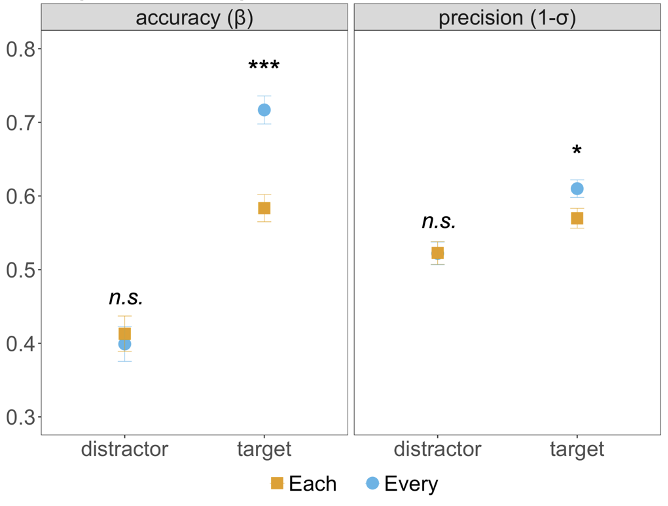 accuracy (β) precision (1-σ)
0.8
***
0.7
*
0.6
n.s.
0.5
n.s.
0.4
0.3
distractor target distractor target
Each Every